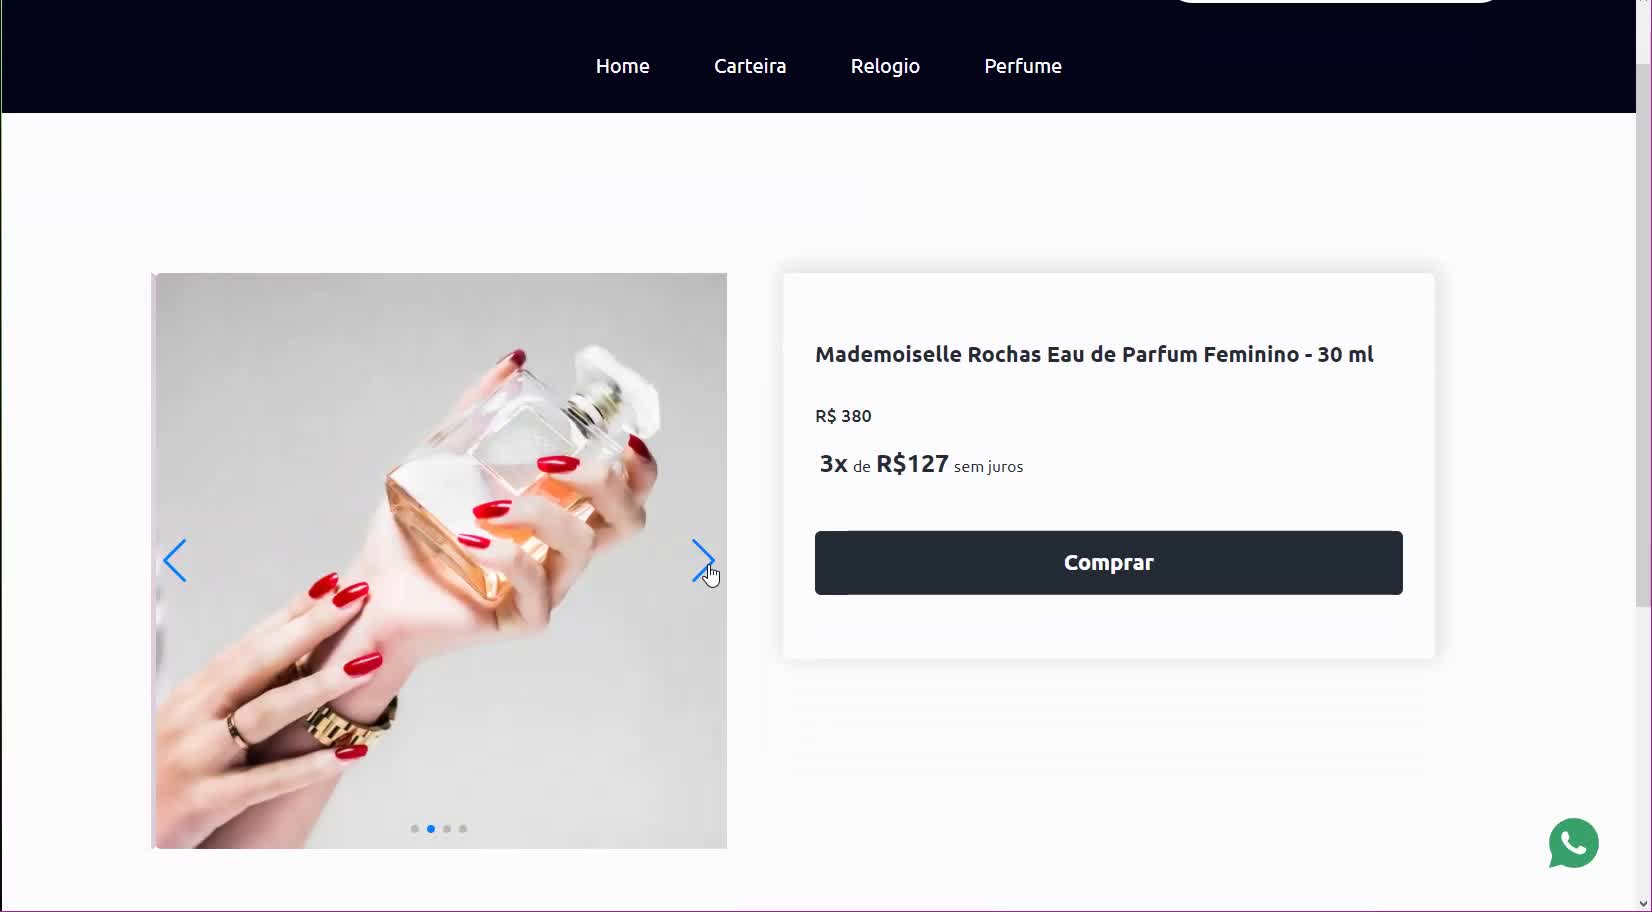 Home Carteira Relogio Perfume
Mademoiselle Rochas Eau de Parfum Feminino - 30 ml
R$ 380
3x de R$127 sem juros
Comprar